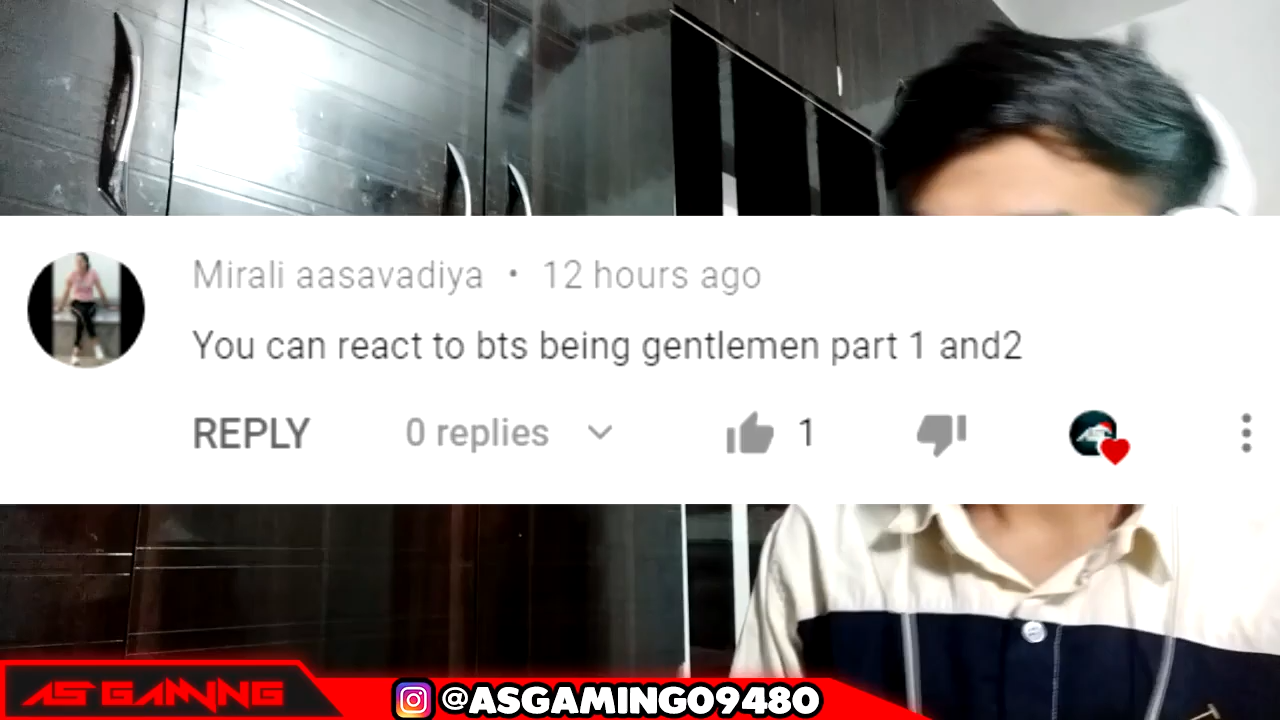 Mirali aasavadiya • 12 hours ago
You can react to bts being gentlemen part 1 and2
REPLY 0 replies 1
AS GAMING
@ASGAMING09480